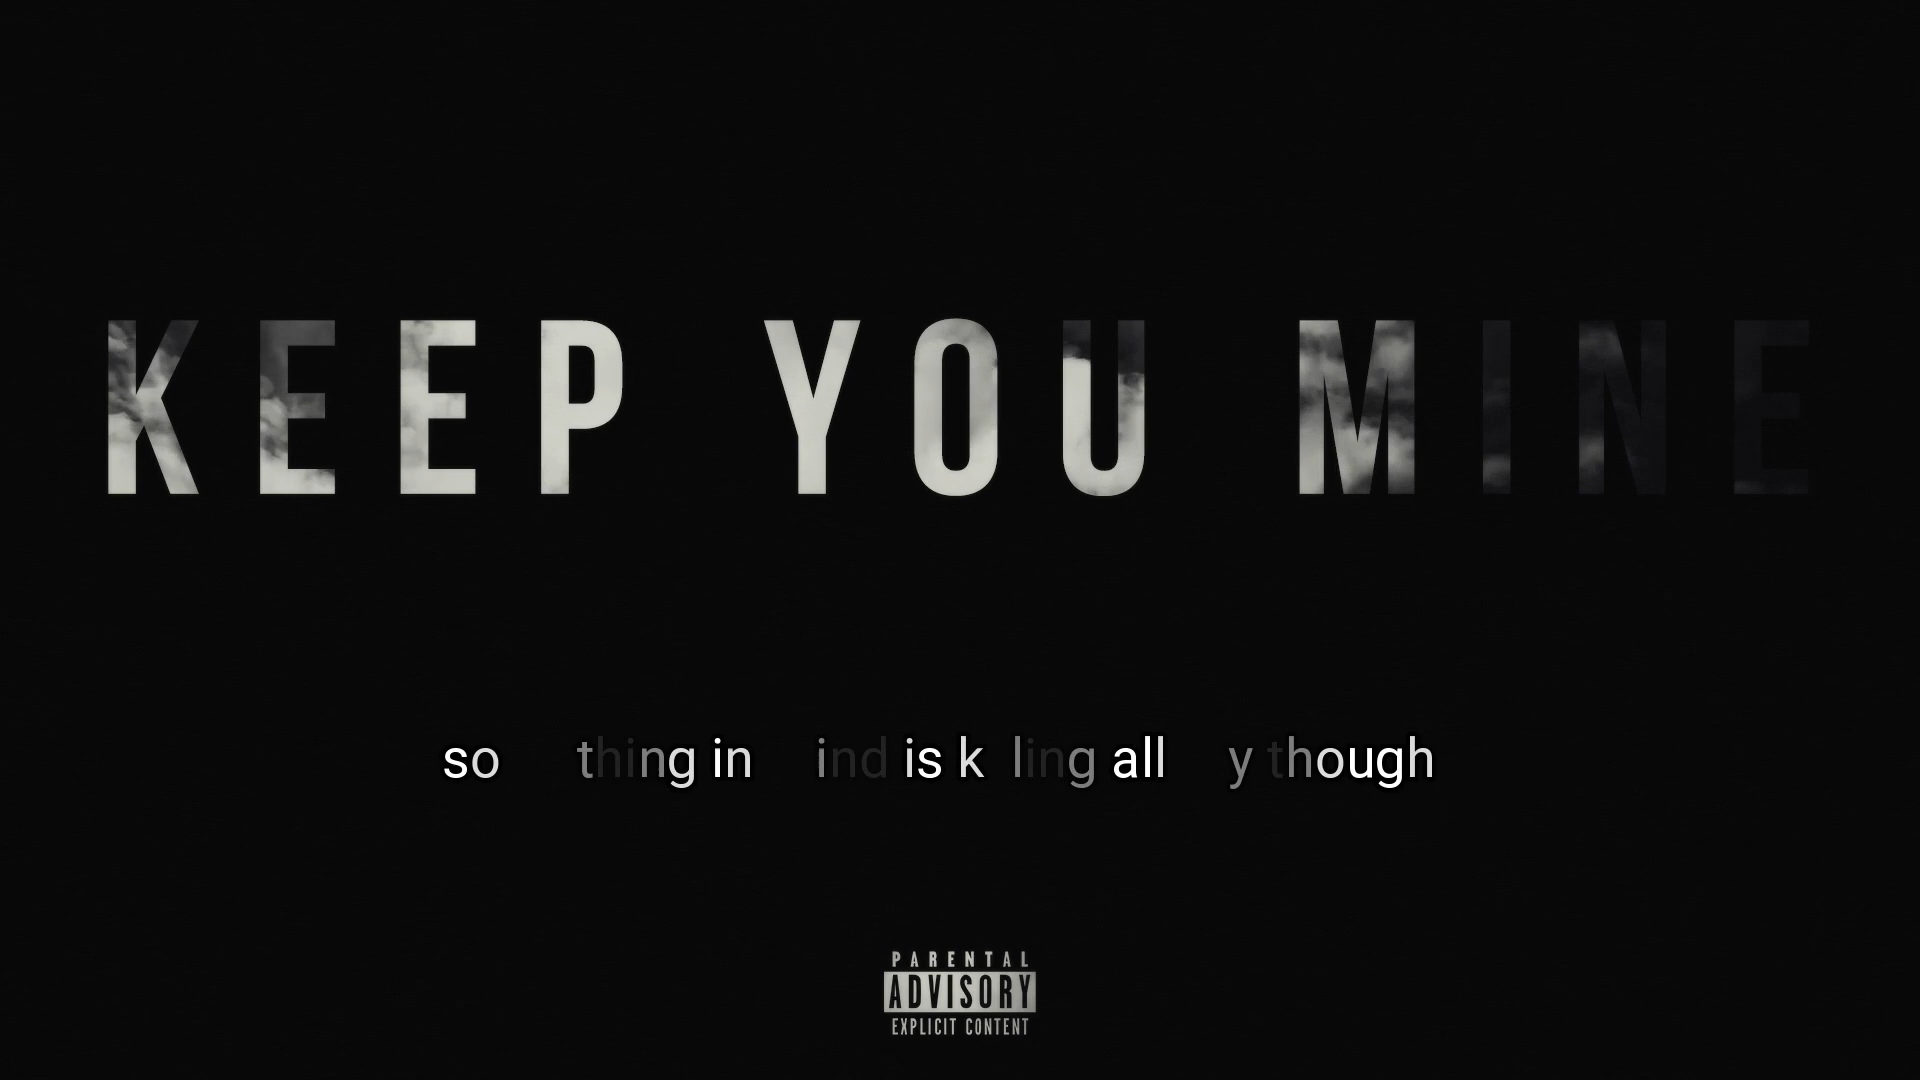 KEEP YOU MINE
so thing in ind is k ling all y though
PARENTAL
ADVISORY
EXPLICIT CONTENT